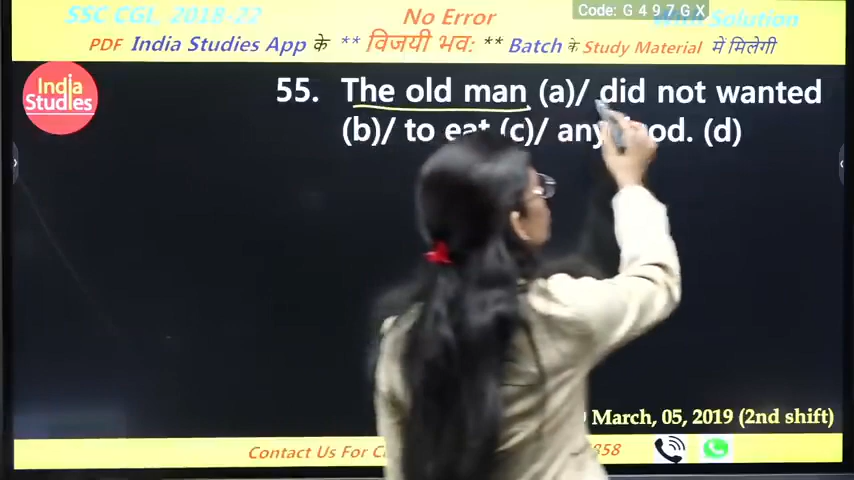 SSC CGL, 2018-22
No Error
Code: G 4 9 7 G X
With Solution
PDF India Studies App के ** विजयी भव: ** Batch के Study Material में मिलेगी
India
Studies
55. The old man (a)/ did not wanted
(b)/ to eat (c)/ any food. (d)
March, 05, 2019 (2nd shift)
Contact Us For
858